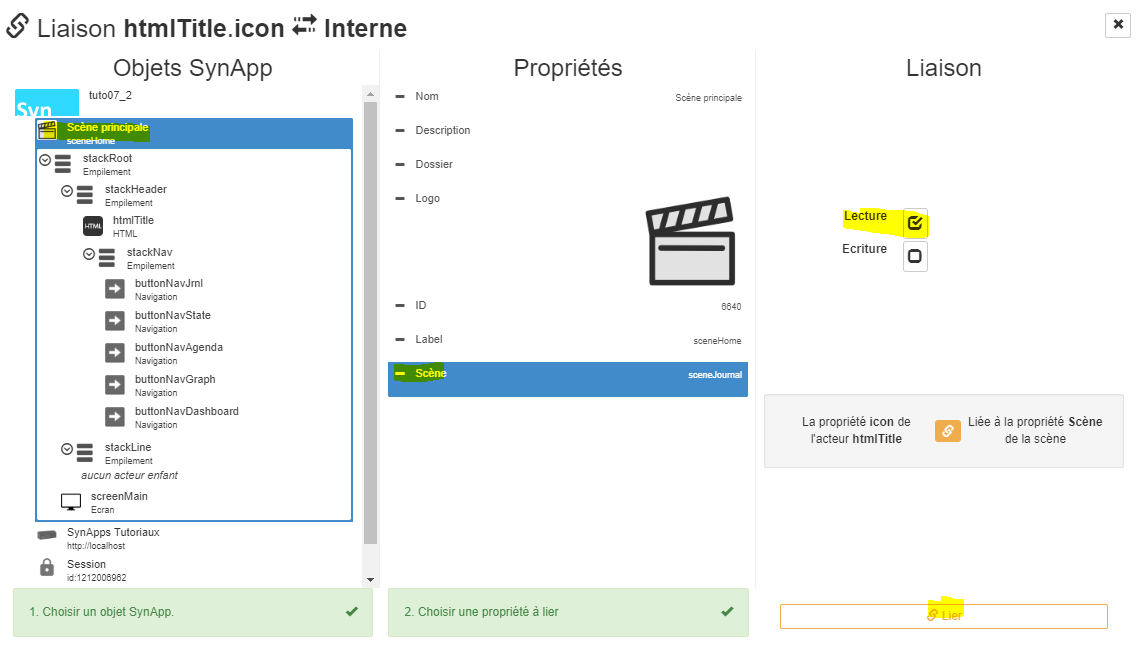 Liaison htmlTitle.icon Interne
Objets SynApp
Syn
tuto07_2
Scène principale
sceneHome
stackRoot
Empilement
stackHeader
Empilement
HTML
htmlTitle
HTML
stackNav
Empilement
buttonNavJrnl
Navigation
buttonNavState
Navigation
buttonNavAgenda
Navigation
buttonNavGraph
Navigation
buttonNavDashboard
Navigation
stackLine
Empilement
aucun acteur enfant
screenMain
Ecran
SynApps Tutoriaux
http://localhost
Session
id:1212006962
1. Choisir un objet SynApp.
Propriétés
Nom Scène principale
Description
Dossier
Logo
ID 6640
Label sceneHome
Scène sceneJournal
2. Choisir une propriété à lier
Liaison
Lecture
Ecriture
La propriété icon de
l'acteur htmlTitle
Liée à la propriété Scène
de la scène
Lier